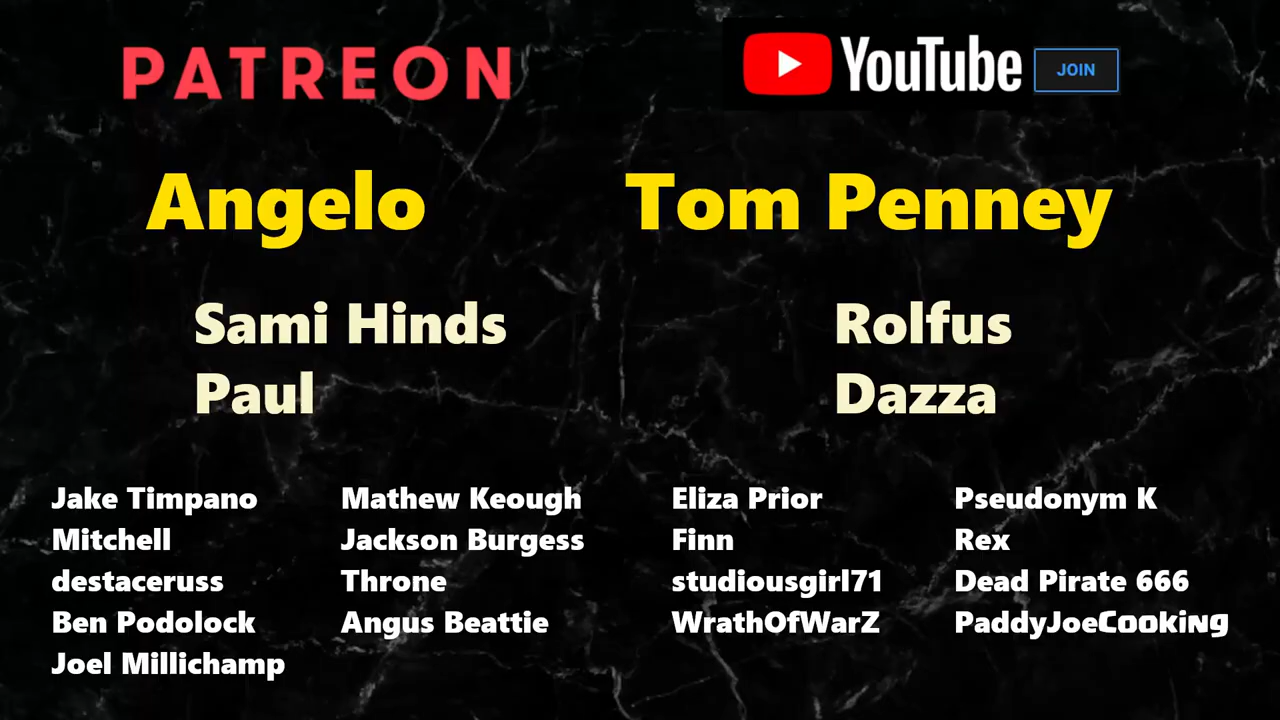 PATREON
YouTube JOIN
Angelo
Tom Penney
Sami Hinds
Paul
Rolfus
Dazza
Jake Timpano
Mitchell
destaceruss
Ben Podolock
Joel Millichamp
Mathew Keough
Jackson Burgess
Throne
Angus Beattie
Eliza Prior
Finn
studiousgirl71
WrathOfWarZ
Pseudonym K
Rex
Dead Pirate 666
PaddyJoeCooking